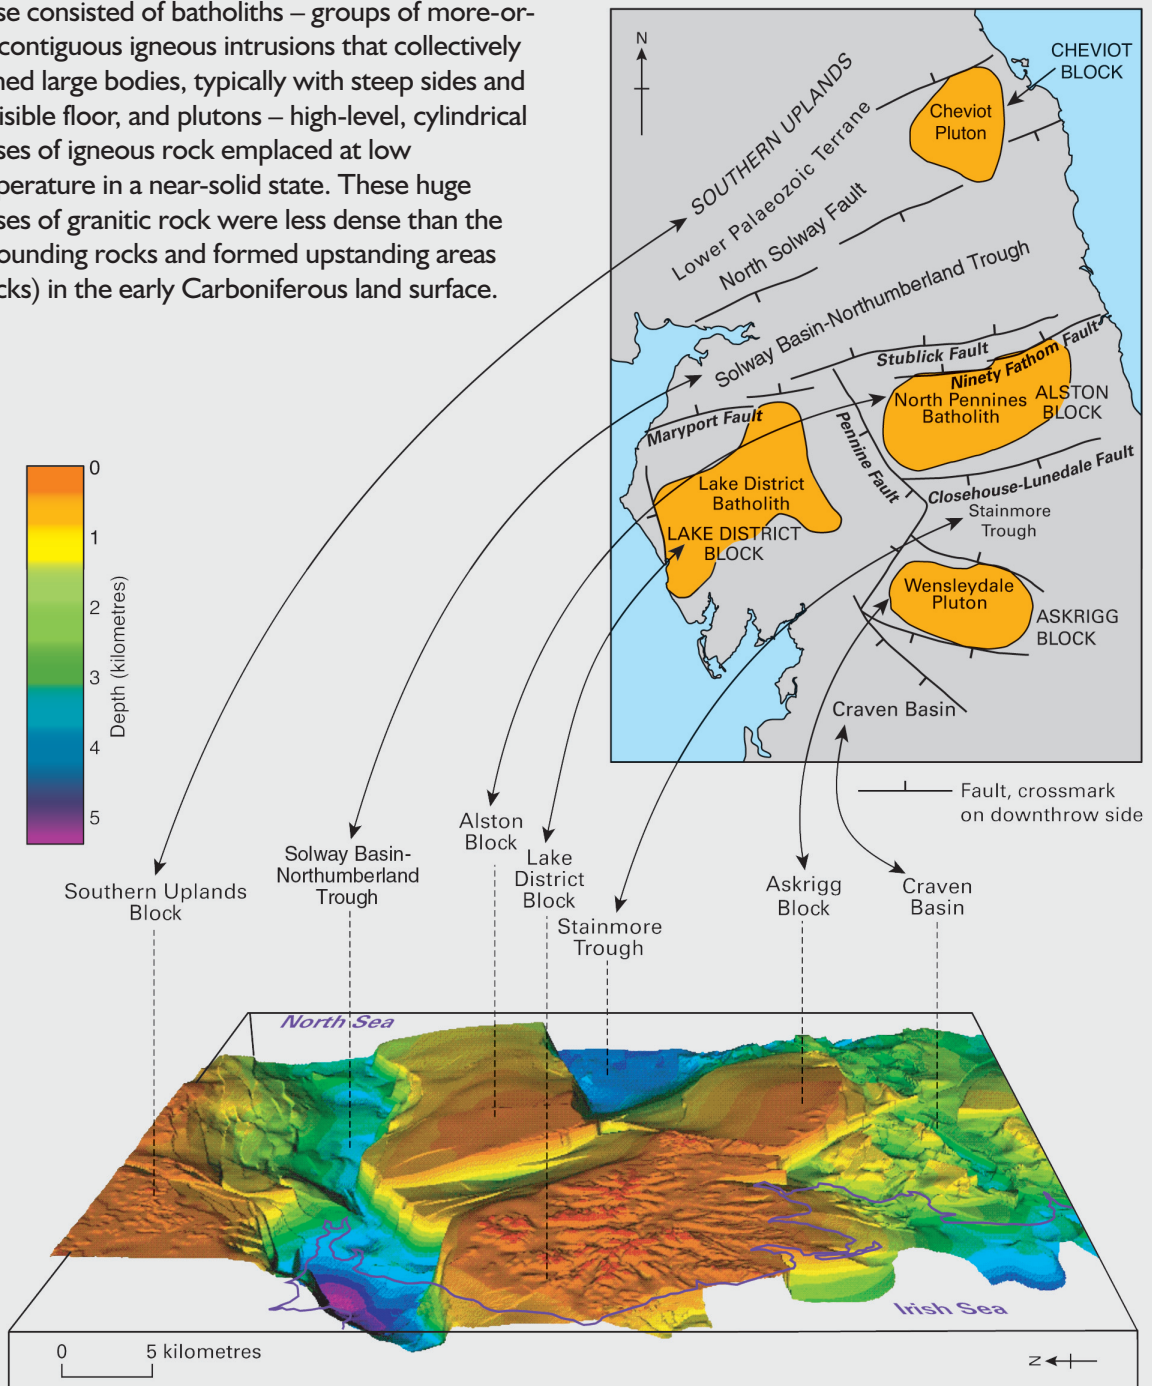 se consisted of batholiths – groups of more-or-
contiguous igneous intrusions that collectively
ned large bodies, typically with steep sides and
isible floor, and plutons – high-level, cylindrical
ses of igneous rock emplaced at low
perature in a near-solid state. These huge
ses of granitic rock were less dense than the
ounding rocks and formed upstanding areas
cks) in the early Carboniferous land surface.
N
CHEVIOT
BLOCK
Cheviot
Pluton
SOUTHERN UPLANDS
Lower Palaeozoic Terrane
North Solway Fault
Solway Basin-Northumberland Trough
Stublick Fault
Ninety Fathom Fault
North Pennines
Batholith
ALSTON
BLOCK
Maryport Fault
Pennine Fault
Closehouse-Lunedale Fault
Lake District
Batholith
LAKE DISTRICT
BLOCK
Stainmore
Trough
Wensleydale
Pluton
ASKRIGG
BLOCK
Craven Basin
Fault, crossmark
on downthrow side
0
1
2
3
4
5
Depth (kilometres)
Southern Uplands
Block
Solway Basin-
Northumberland
Trough
Alston
Block
Lake
District
Block
Stainmore
Trough
Askrigg
Block
Craven
Basin
North Sea
Irish Sea
0 5 kilometres
N